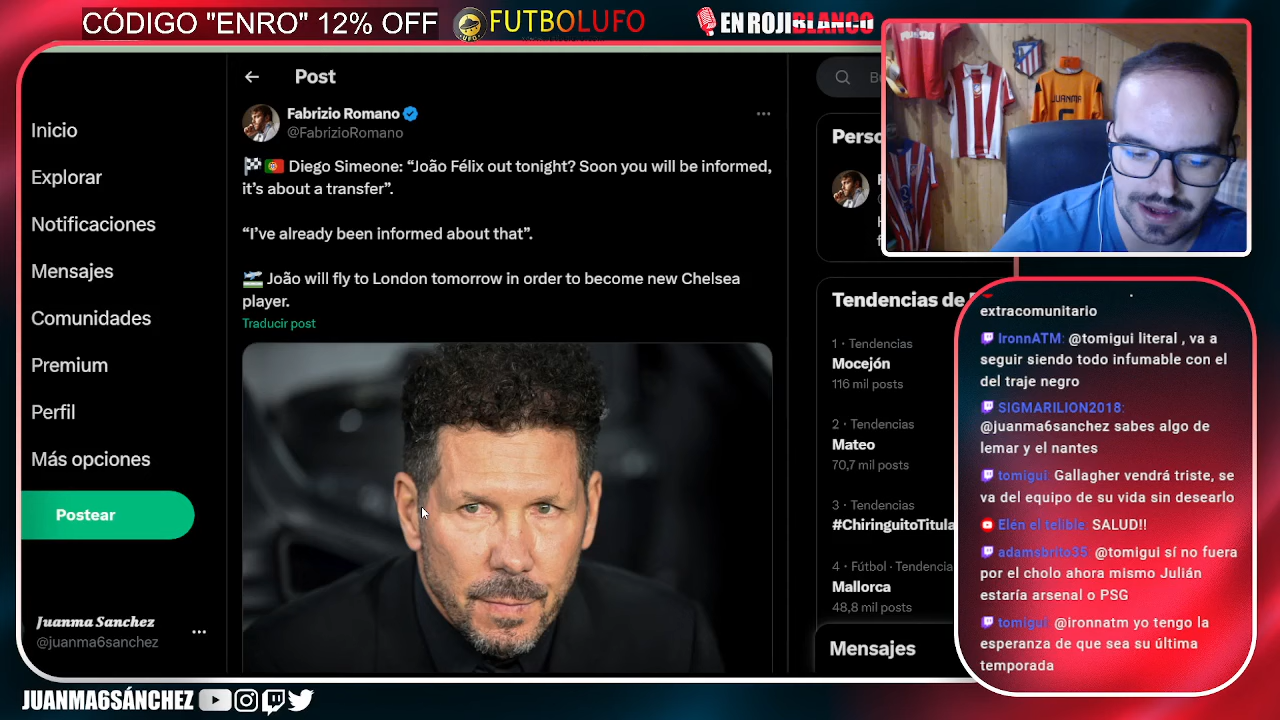 CÓDIGO "ENRO" 12% OFF
FUTBOLUFO
EN ROJIBLANCO
Inicio
Explorar
Notificaciones
Mensajes
Comunidades
Premium
Perfil
Más opciones
Postear
Juanma Sanchez
@juanma6sanchez
Post
Fabrizio Romano
@FabrizioRomano
Diego Simeone: “João Félix out tonight? Soon you will be informed,
it’s about a transfer”.
“I’ve already been informed about that”.
João will fly to London tomorrow in order to become new Chelsea
player.
Traducir post
Tendencias de
1 · Tendencias
Mocejón
116 mil posts
2 · Tendencias
Mateo
70,7 mil posts
3 · Tendencias
#ChiringuitoTitula
4 · Fútbol · Tendencia
Mallorca
48,8 mil posts
Mensajes
JUANMA
extracomunitario
IronnATM: @tomigui literal , va a
seguir siendo todo infumable con el
del traje negro
SIGMARILION2018:
@juanma6sanchez sabes algo de
lemar y el nantes
tomigui: Gallagher vendrá triste, se
va del equipo de su vida sin desearlo
Elén el telible: SALUD!!
adamsbrito35: @tomigui sí no fuera
por el cholo ahora mismo Julián
estaría arsenal o PSG
tomigui: @ironnatm yo tengo la
esperanza de que sea su última
temporada
JUANMA6SÁNCHEZ